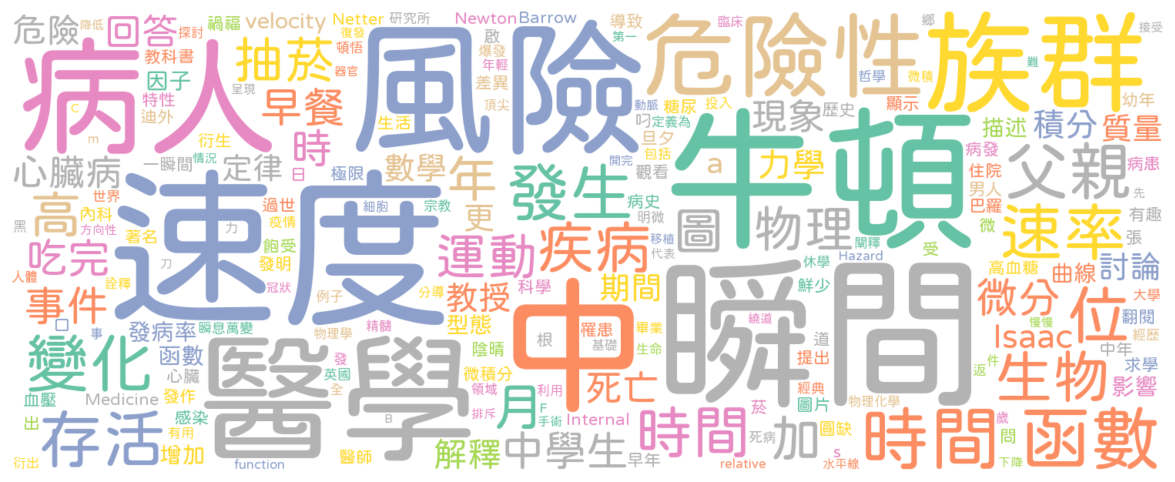 危險 回答 禍福 velocity Netter 研究所 Newton Barrow 導致 臨床 鄉 接受
降低 復發 啟 第一 危險性 族群
病人 教科書 探討 抽菸 頓悟 風險 爆發 年輕 哲學 微積 難
因子 器官 差異 動脈 糖尿 投入 顯示 幼年
特性 呈現 早餐 生活 頂尖 叼 定義為 現象 歷史
C 迪外 m 衍生 時 旦夕 牛頓 描述 積分 質量
心臟病 一瞬間 情況 定律 日 極限 數學 年 開完 包括 a 力學 病發 父親 病患
世界 宗教 發生 觀看 住院 先
高 內科 過世 細胞 更 病史 男人
黑 方向性 速度 疫情 明微 圖 物理 巴羅 速率 有趣
著名 力 移植 微 張
吃完 飽受 運動 疾病 代表 闡釋 受
發明 刀 Hazard 高血糖 討論
人體 詮釋 冠狀 分導 科學 休學 曲線 大學
事件 例子 教授 中 期間 鮮少 瞬間 微分 位 翻閱
口 事 發病率 瞬息萬變 物理學 精髓 型態 罹患 畢業 繞道 慢慢
變化 函數 醫學 陰晴 根 基礎 生命 道 Isaac 經歷
發 提出 返 件 中年 求學
心臟 英國 微積分 死亡 生物
血壓 Medicine 全 領域 利用 經典 影響
存活 發作 月 F 菸 圖片 物理化學
出 感染 B 排斥 手術 Internal 時間 加 圓缺 時間 歲 函數
有用 解釋 中學生 死病 問
衍出 增加 function 醫師 早年 relative s 水平線 下降